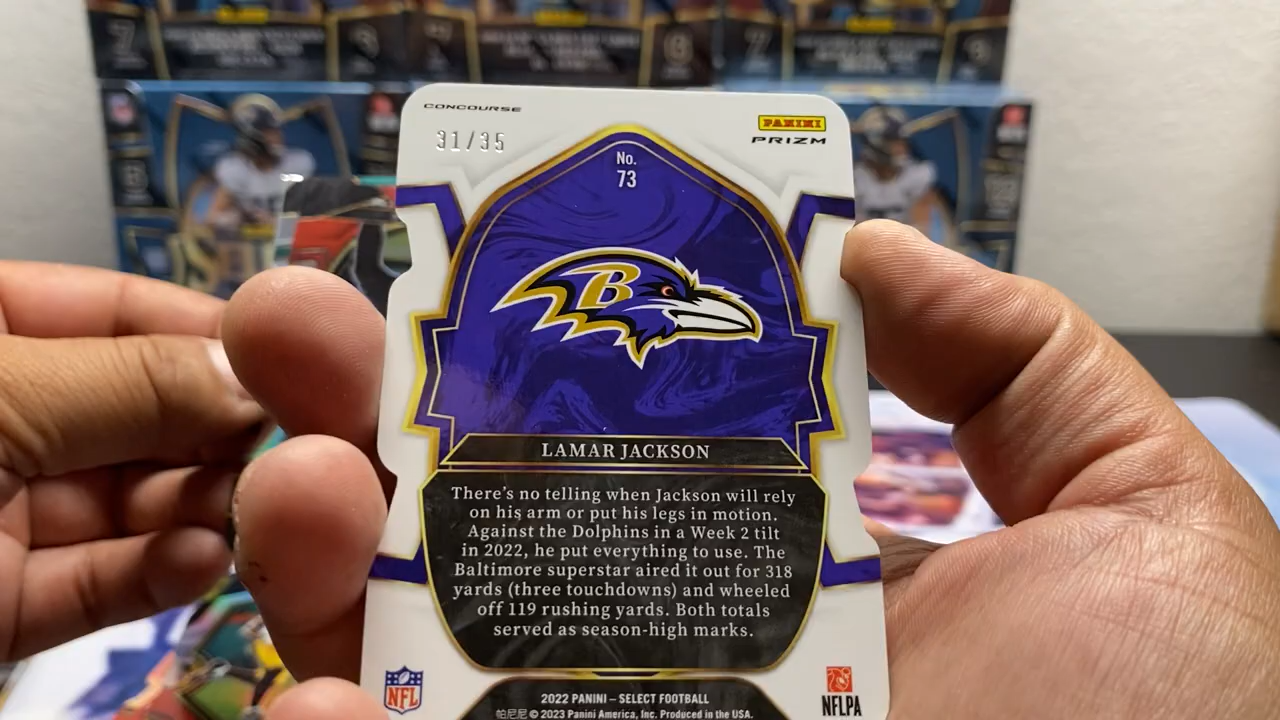 CONCOURSE
31/35
PANINI
PRIZM
No.
73
B
LAMAR JACKSON
There's no telling when Jackson will rely
on his arm or put his legs in motion.
Against the Dolphins in a Week 2 tilt
in 2022, he put everything to use. The
Baltimore superstar aired it out for 318
yards (three touchdowns) and wheeled
off 119 rushing yards. Both totals
served as season-high marks.
NFL
NFLPA
2022 PANINI – SELECT FOOTBALL
帕尼尼 © 2023 Panini America, Inc. Produced in the USA.